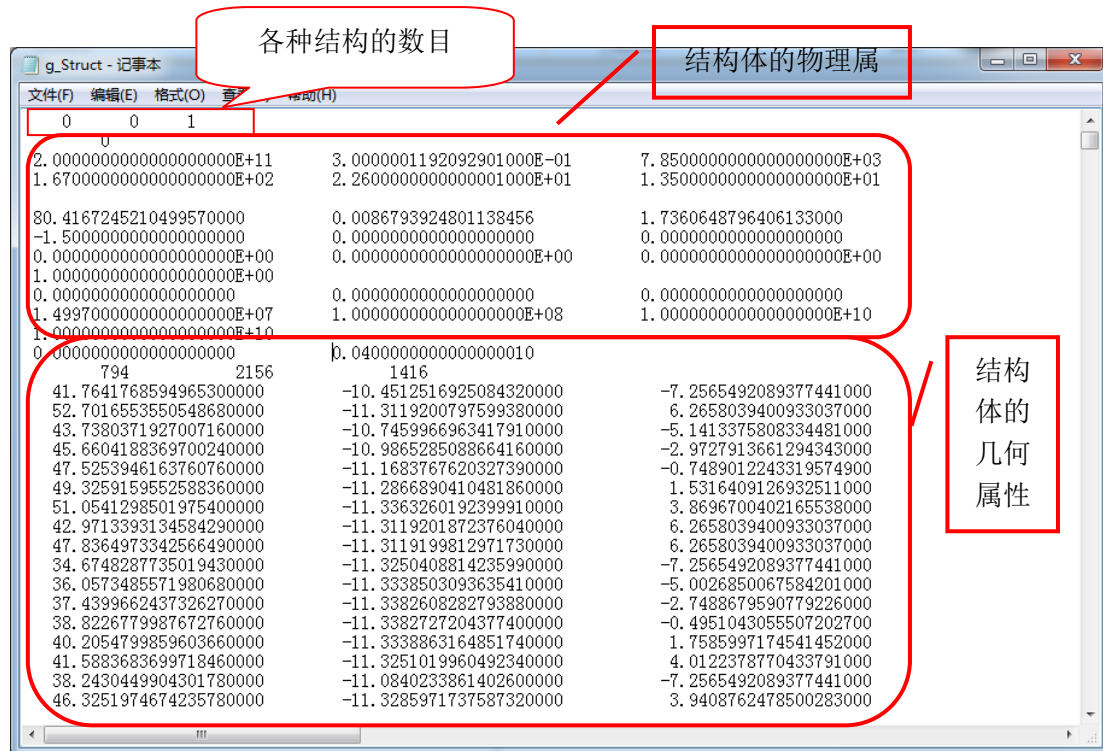 各种结构的数目
结构体的物理属
g_Struct - 记事本
文件(F) 编辑(E) 格式(O) 帮助(H)
0 0 1
0
2.0000000000000000000E+11 3.0000001192092901000E-01 7.8500000000000000000E+03
1.6700000000000000000E+02 2.2600000000000001000E+01 1.3500000000000000000E+01
80.4167245210499570000 0.0086793924801138456 1.7360648796406133000
-1.5000000000000000000 0.0000000000000000000 0.0000000000000000000
0.0000000000000000000E+00 0.0000000000000000000E+00 0.0000000000000000000E+00
1.0000000000000000000E+00
0.0000000000000000000 0.0000000000000000000 0.0000000000000000000
1.4997000000000000000E+07 1.0000000000000000000E+08 1.0000000000000000000E+10
1.0000000000000000000E+10
0.0000000000000000000 0.0400000000000000010
794 2156 1416
41.7641768594965300000 -10.4512516925084320000 -7.2565492089377441000
52.7016553550548680000 -11.3119200797599380000 6.2658039400933037000
43.7380371927007160000 -10.7459966963417910000 -5.1413375808334481000
45.6604188369700240000 -10.9865285088664160000 -2.9727913661294343000
47.5253946163760760000 -11.1683767620327390000 -0.7489012243319574900
49.3259159552588360000 -11.2866890410481860000 1.5316409126932511000
51.0541298501975400000 -11.3363260192399910000 3.8696700402165538000
42.9713393134584290000 -11.3119201872376040000 6.2658039400933037000
47.8364973342566490000 -11.3119199812971730000 6.2658039400933037000
34.6748287735019430000 -11.3250408814235990000 -7.2565492089377441000
36.0573485571980680000 -11.3338503093635410000 -5.0026850067584201000
37.4399662437326270000 -11.3382608282793880000 -2.7488679590779226000
38.8226779987672760000 -11.3382727204377400000 -0.4951043055507202700
40.2054799859603660000 -11.3338863164851740000 1.7585997174541452000
41.5883683699718460000 -11.3251019960492340000 4.0122378770433791000
38.2430449904301780000 -11.0840233861402600000 -7.2565492089377441000
46.3251974674235780000 -11.3285971737587320000 3.9408762478500283000
结构
体的
几何
属性